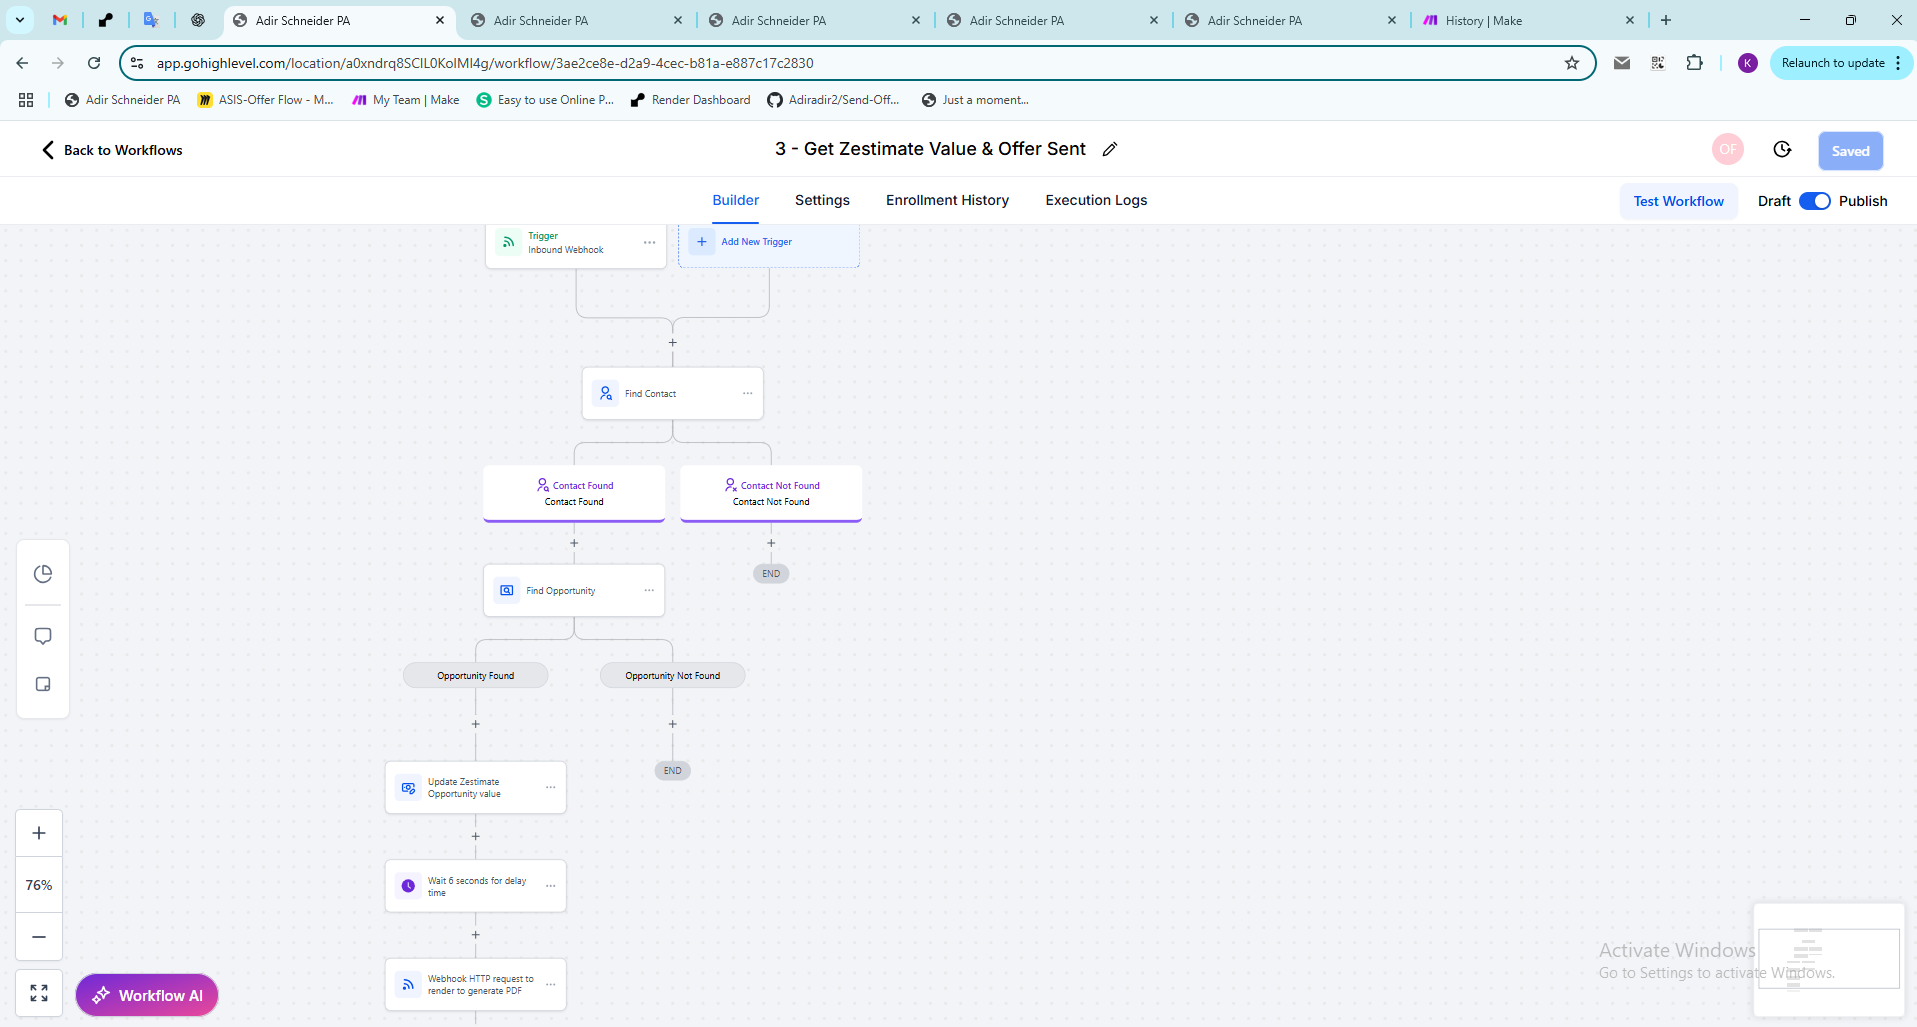 Adir Schneider PA
Adir Schneider PA
Adir Schneider PA
Adir Schneider PA
Adir Schneider PA
History | Make
app.gohighlevel.com/location/a0xndrq8SCIL0KolMl4g/workflow/3ae2ce8e-d2a9-4cec-b81a-e887c17c2830
K
Relaunch to update
Adir Schneider PA
ASIS-Offer Flow - M...
My Team | Make
Easy to use Online P...
Render Dashboard
Adiradir2/Send-Off...
Just a moment...
Back to Workflows
3 - Get Zestimate Value & Offer Sent
OF
Saved
Builder
Settings
Enrollment History
Execution Logs
Test Workflow
Draft
Publish
Trigger
Inbound Webhook
Add New Trigger
Find Contact
Contact Found
Contact Found
Contact Not Found
Contact Not Found
END
Find Opportunity
Opportunity Found
Opportunity Not Found
END
Update Zestimate
Opportunity value
Wait 6 seconds for delay
time
Webhook HTTP request to
render to generate PDF
76%
Workflow AI
Activate Windows
Go to Settings to activate Windows.